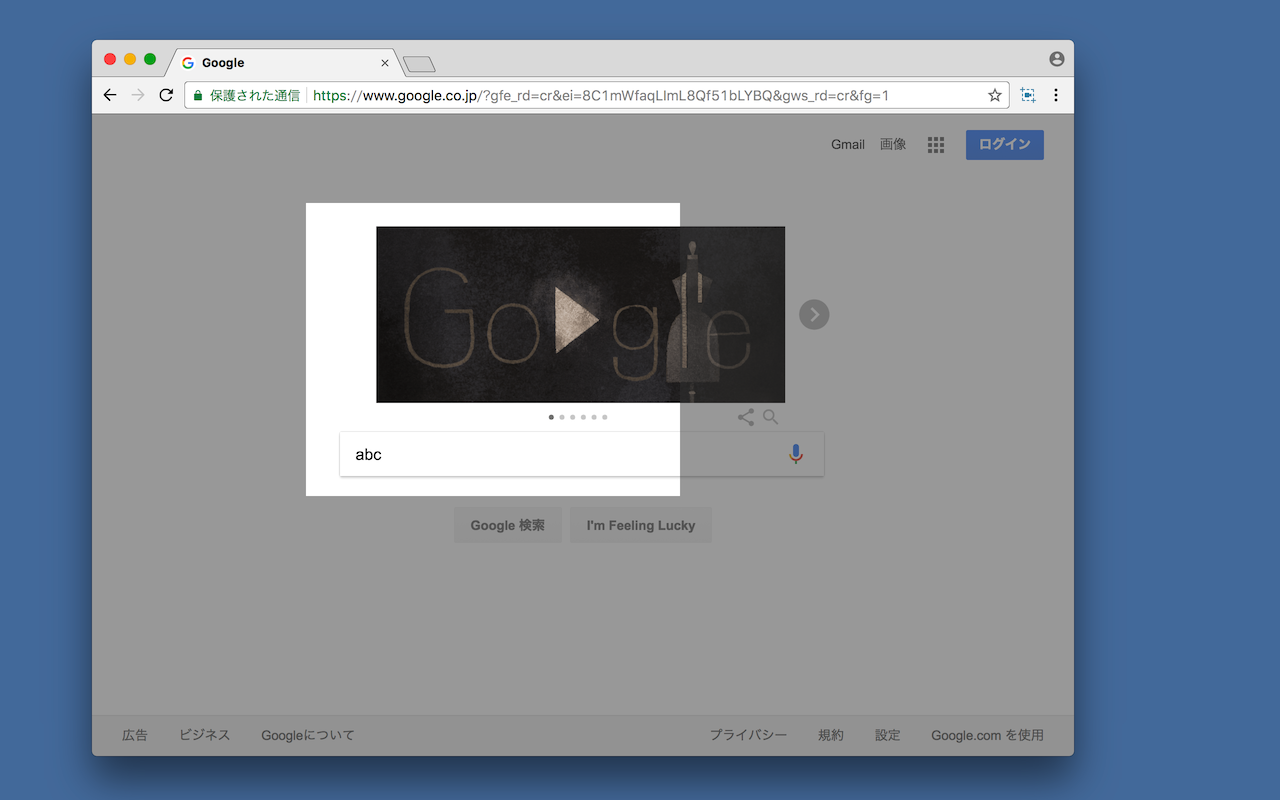 Google
保護された通信 https://www.google.co.jp/?gfe_rd=cr&ei=8C1mWfaqLImL8Qf51bLYBQ&gws_rd=cr&fg=1
Gmail 画像 ログイン
Google
abc
Google 検索 I'm Feeling Lucky
広告 ビジネス Googleについて プライバシー 規約 設定 Google.com を使用